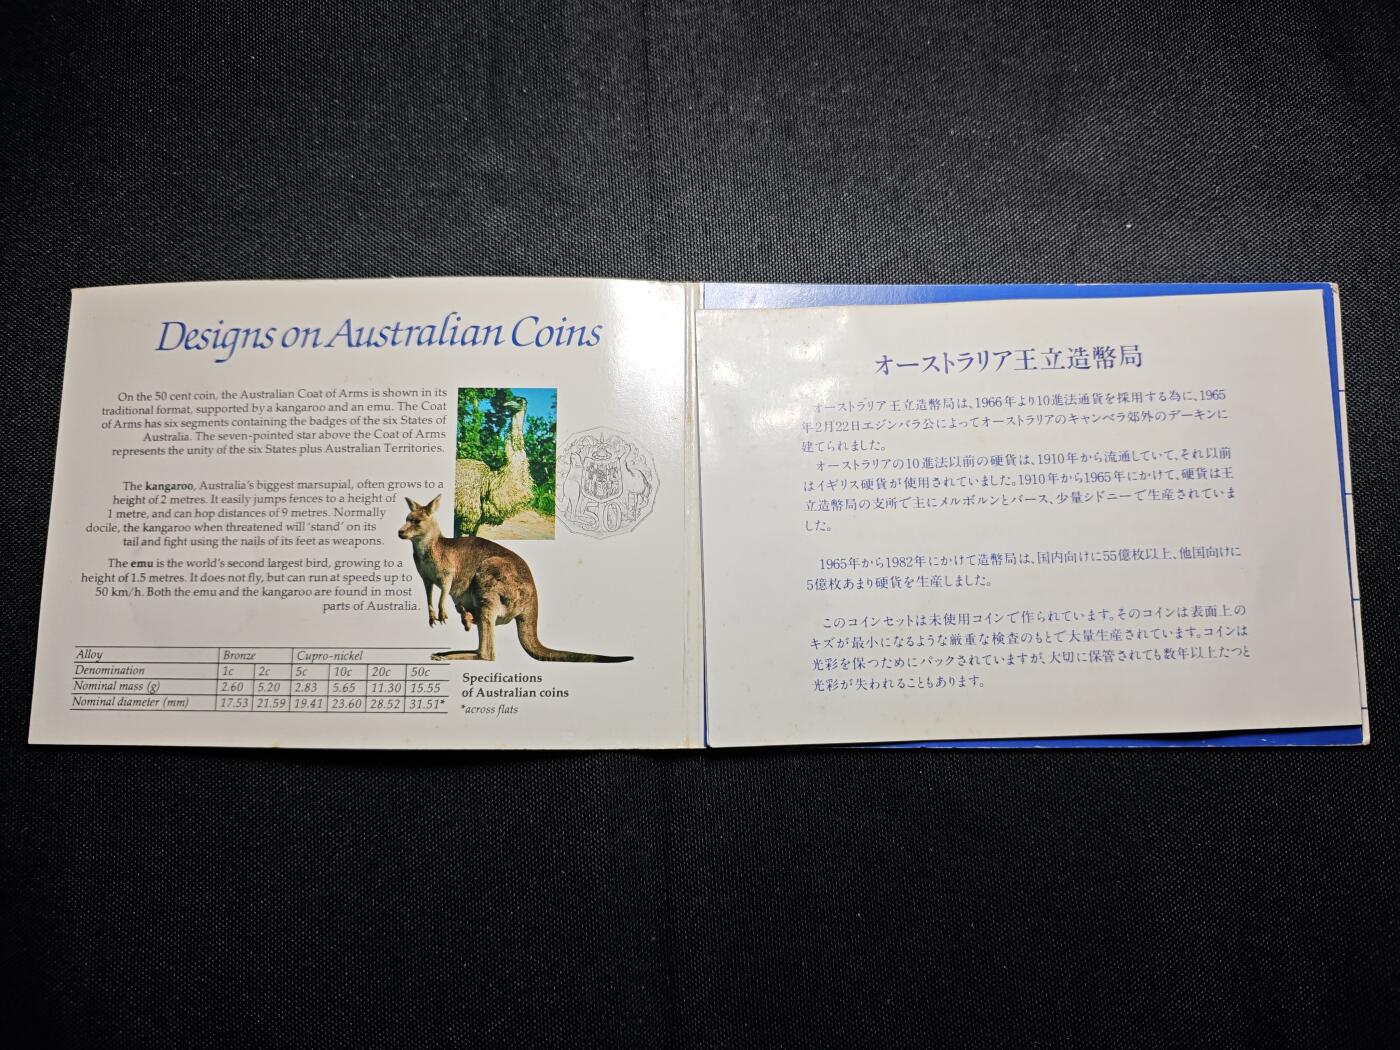 Designs on Australian Coins
On the 50 cent coin, the Australian Coat of Arms is shown in its
traditional format, supported by a kangaroo and an emu. The Coat
of Arms has six segments containing the badges of the six States of
Australia. The seven-pointed star above the Coat of Arms
represents the unity of the six States plus Australian Territories.
The kangaroo, Australia's biggest marsupial, often grows to a
height of 2 metres. It easily jumps fences to a height of
1 metre, and can hop distances of 9 metres. Normally
docile, the kangaroo when threatened will 'stand' on its
tail and fight using the nails of its feet as weapons.
The emu is the world's second largest bird, growing to a
height of 1.5 metres. It does not fly, but can run at speeds up to
50 km/h. Both the emu and the kangaroo are found in most
parts of Australia.
50
Alloy Bronze Cupro-nickel
Denomination 1c 2c 5c 10c 20c 50c
Nominal mass (g) 2.60 5.20 2.83 5.65 11.30 15.55
Nominal diameter (mm) 17.53 21.59 19.41 23.60 28.52 31.51*
Specifications
of Australian coins
*across flats
オーストラリア王立造幣局
オーストラリア王立造幣局は、1966年より10進法通貨を採用する為に、1965
年2月22日エジンバラ公によってオーストラリアのキャンベラ郊外のデーキンに
建てられました。
オーストラリアの10進法以前の硬貨は、1910年から流通していて、それ以前
はイギリス硬貨が使用されていました。1910年から1965年にかけて、硬貨は王
立造幣局の支所で主にメルボルンとパース、少量シドニーで生産されていま
した。
1965年から1982年にかけて造幣局は、国内向けに55億枚以上、他国向けに
5億枚あまり硬貨を生産しました。
このコインセットは未使用コインで作られています。そのコインは表面上の
キズが最小になるような厳重な検査のもとで大量生産されています。コインは
光彩を保つためにパックされていますが、大切に保管されても数年以上たつと
光彩が失われることもあります。